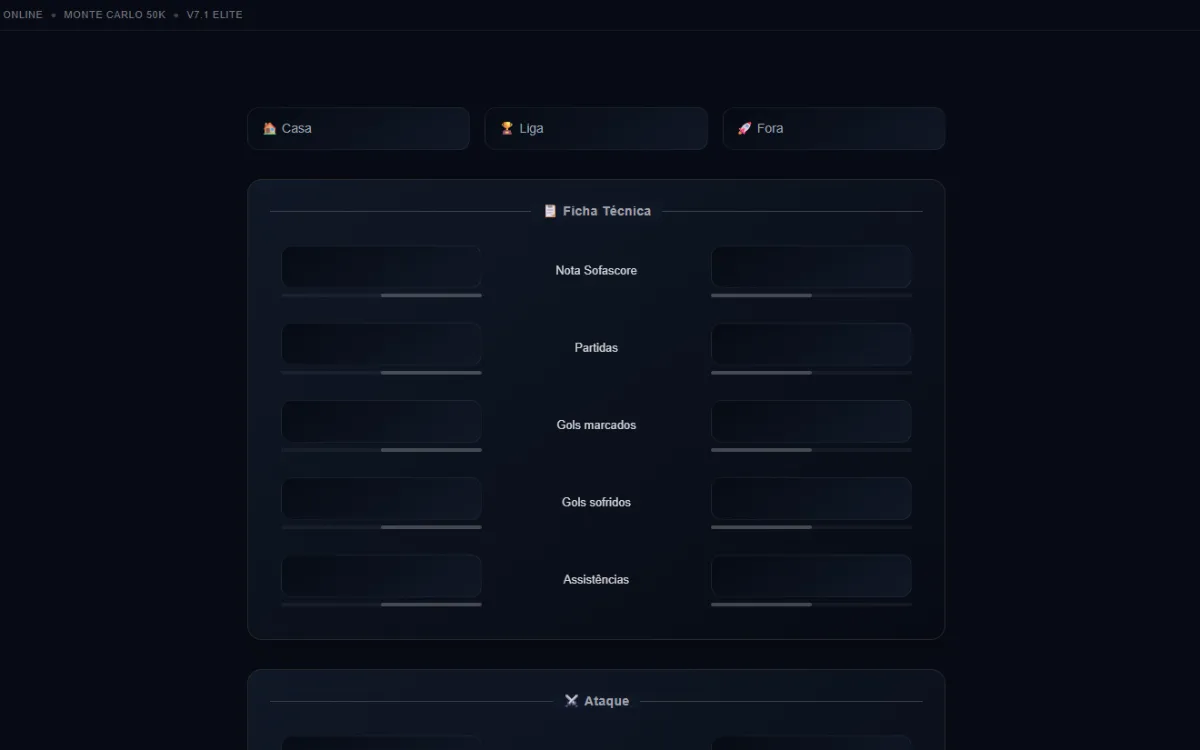 ONLINE • MONTE CARLO 50K • V7.1 ELITE
🏠 Casa
🏆 Liga
🚀 Fora
📋 Ficha Técnica
Nota Sofascore
Partidas
Gols marcados
Gols sofridos
Assistências
⚔️ Ataque